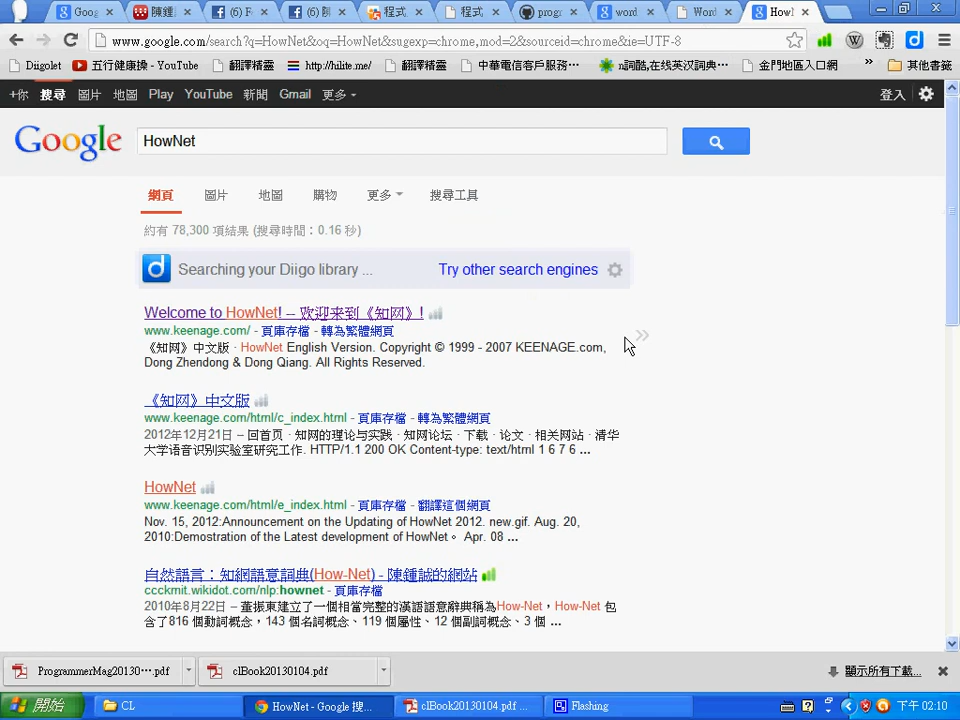 Goog
陳鍾
(6) F
(6) 陳
程式
程式
prog
word
Word
HowI
www.google.com/search?q=HowNet&oq=HowNet&sugexp=chrome,mod=2&sourceid=chrome&ie=UTF-8
Diigolet 五行健康操 - YouTube 翻譯精靈 http://hilite.me/ 翻譯精靈 中華電信客戶服務… n詞酷,在线英汉詞典… 金門地區入口網 » 其他書籤
+你 搜尋 圖片 地圖 Play YouTube 新聞 Gmail 更多 登入
Google HowNet
網頁 圖片 地圖 購物 更多 搜尋工具
約有 78,300 項結果 (搜尋時間：0.16 秒)
d Searching your Diigo library ... Try other search engines
Welcome to HowNet! -- 欢迎来到《知网》!
www.keenage.com/ - 頁庫存檔 - 轉為繁體網頁
《知网》中文版 · HowNet English Version. Copyright © 1999 - 2007 KEENAGE.com,
Dong Zhendong & Dong Qiang. All Rights Reserved.
《知网》中文版
www.keenage.com/html/c_index.html - 頁庫存檔 - 轉為繁體網頁
2012年12月21日 – 回首页 · 知网的理论与实践 · 知网论坛 · 下载 · 论文 · 相关网站 · 清华
大学语音识别实验室研究工作. HTTP/1.1 200 OK Content-type: text/html 1 6 7 6 ...
HowNet
www.keenage.com/html/e_index.html - 頁庫存檔 - 翻譯這個網頁
Nov. 15, 2012:Announcement on the Updating of HowNet 2012. new.gif. Aug. 20,
2010:Demostration of the Latest development of HowNet。 Apr. 08 ...
自然語言：知網語意詞典(How-Net) - 陳鍾誠的網站
ccckmit.wikidot.com/nlp:hownet - 頁庫存檔
2010年8月22日 – 董振東建立了一個相當完整的漢語語意辭典稱為How-Net，How-Net 包
含了816 個動詞概念、143 個名詞概念、119 個屬性、12 個副詞概念、3 個 ...
ProgrammerMag20130….pdf clBook20130104.pdf 顯示所有下載...
開始 CL HowNet - Google 搜... clBook20130104.pdf ... Flashing 下午 02:10